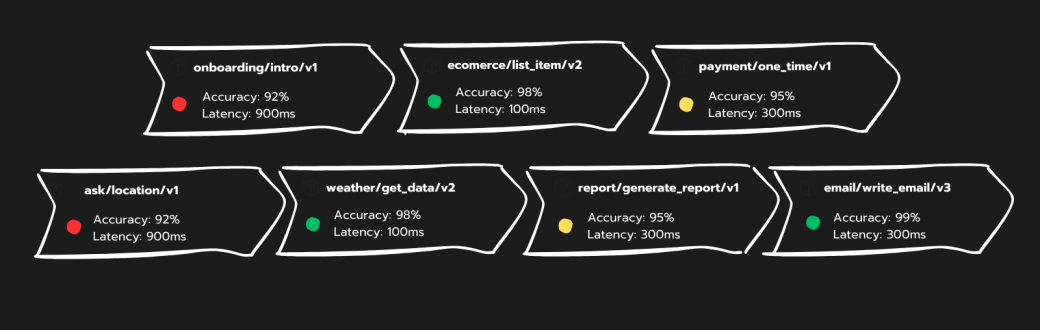 onboarding/intro/v1
Accuracy: 92%
Latency: 900ms
ecomerce/list_item/v2
Accuracy: 98%
Latency: 100ms
payment/one_time/v1
Accuracy: 95%
Latency: 300ms
ask/location/v1
Accuracy: 92%
Latency: 900ms
weather/get_data/v2
Accuracy: 98%
Latency: 100ms
report/generate_report/v1
Accuracy: 95%
Latency: 300ms
email/write_email/v3
Accuracy: 99%
Latency: 300ms